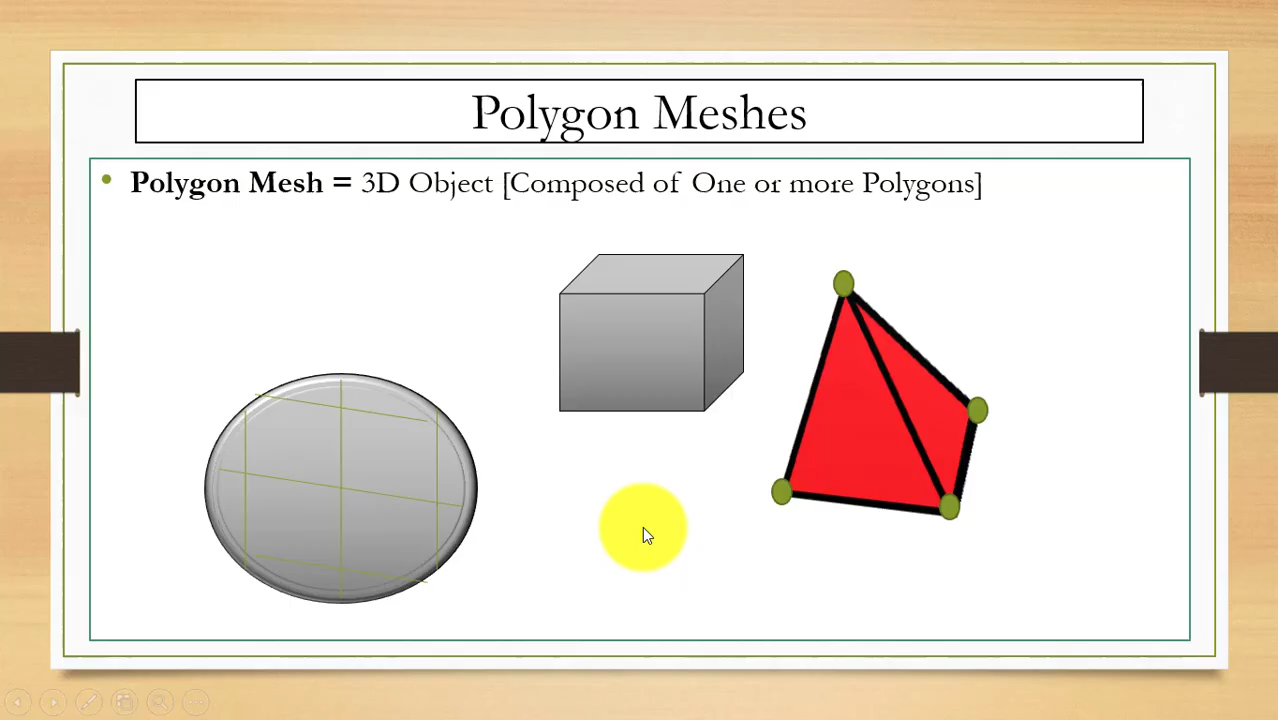 Polygon Meshes
• Polygon Mesh = 3D Object [Composed of One or more Polygons]